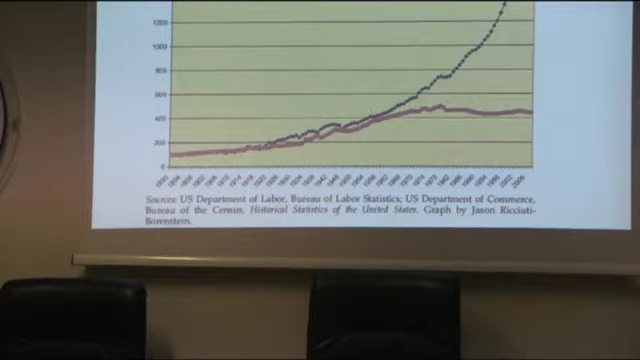 1200
1000
800
600
400
200
0
Sources: US Department of Labor, Bureau of Labor Statistics; US Department of Commerce,
Bureau of the Census, Historical Statistics of the United States. Graph by Jason Ricciuti-
Borenstein.